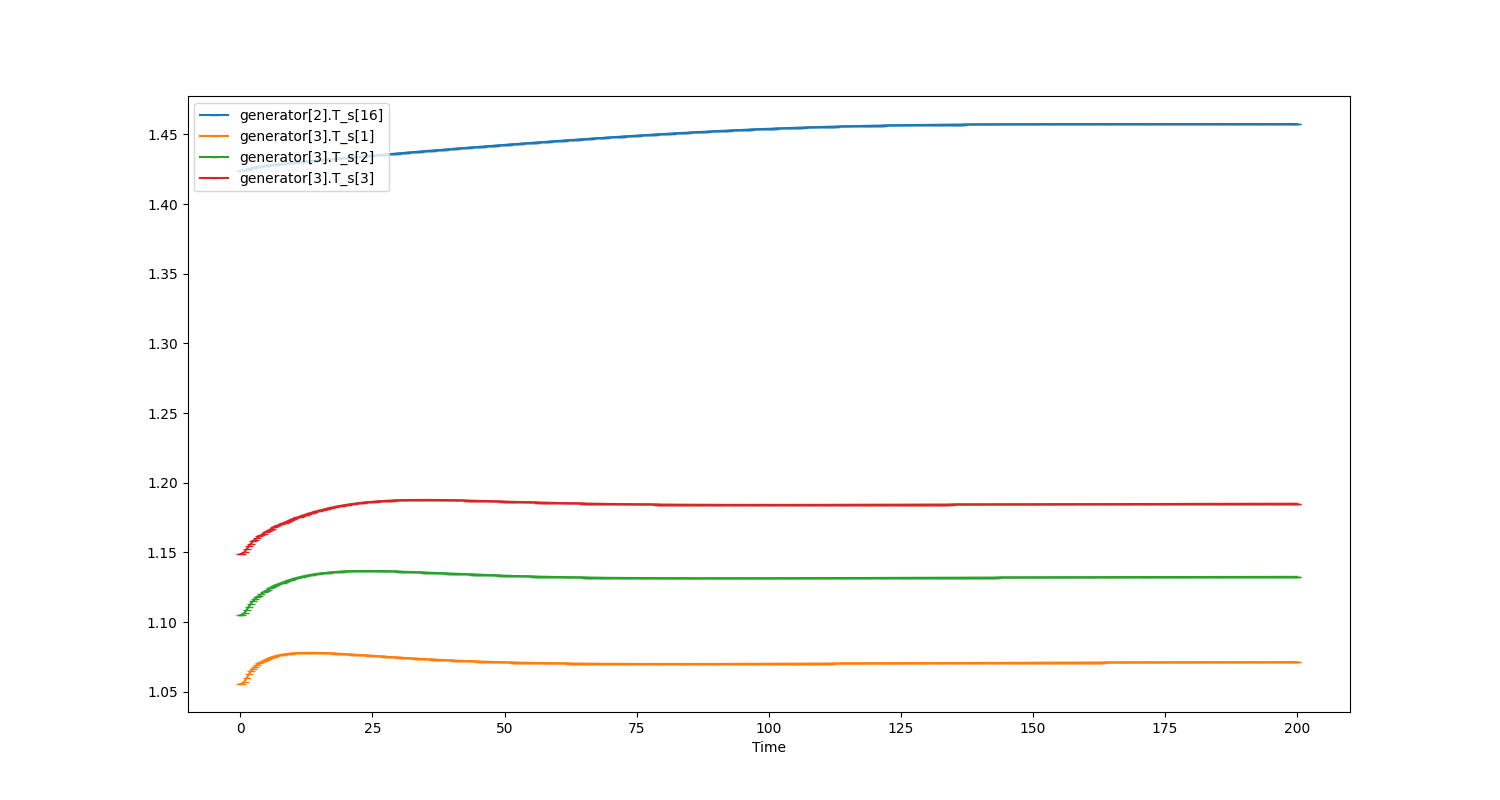 generator[2].T_s[16]
generator[3].T_s[1]
generator[3].T_s[2]
generator[3].T_s[3]
1.45
1.40
1.35
1.30
1.25
1.20
1.15
1.10
1.05
0 25 50 75 100 125 150 175 200
Time